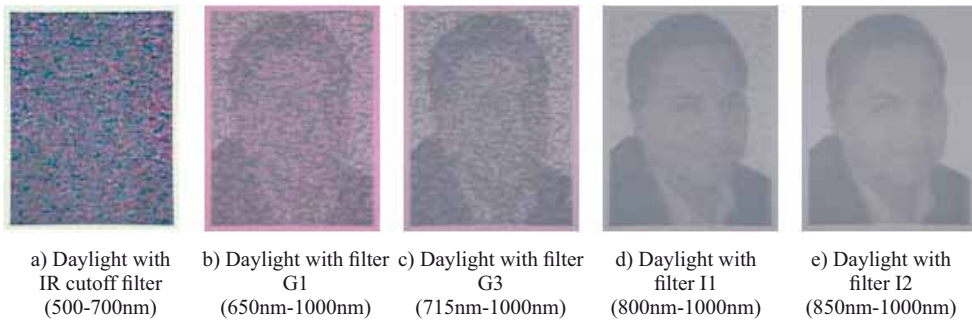 a) Daylight with
IR cutoff filter
(500-700nm)
b) Daylight with filter
G1
(650nm-1000nm)
c) Daylight with filter
G3
(715nm-1000nm)
d) Daylight with
filter I1
(800nm-1000nm)
e) Daylight with
filter I2
(850nm-1000nm)